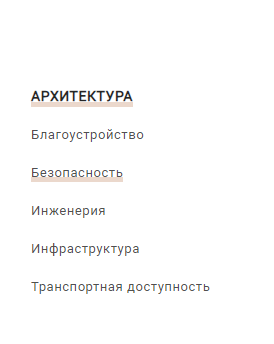 АРХИТЕКТУРА
Благоустройство
Безопасность
Инженерия
Инфраструктура
Транспортная доступность